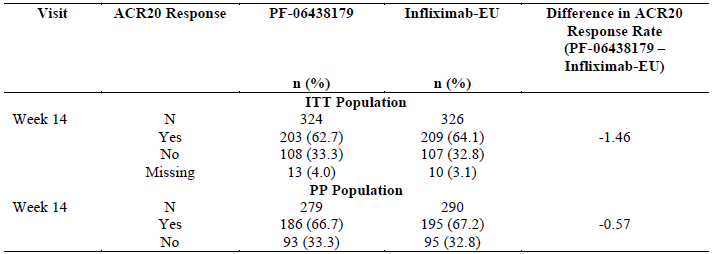 Visit ACR20 Response PF-06438179 Infliximab-EU Difference in ACR20
Response Rate
(PF-06438179 –
Infliximab-EU)
n (%) n (%)
ITT Population
Week 14 N 324 326
Yes 203 (62.7) 209 (64.1) -1.46
No 108 (33.3) 107 (32.8)
Missing 13 (4.0) 10 (3.1)
PP Population
Week 14 N 279 290
Yes 186 (66.7) 195 (67.2) -0.57
No 93 (33.3) 95 (32.8)